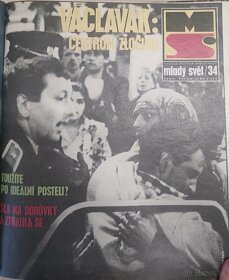 VÁCLAVÁK:
CENTRUM ZLOČINU
MS
mladý svět/34
TOUŽÍTE
PO IDEÁLNÍ POSTELI?
ŠLA NA BORŮVKY
A ZTRATILA SE